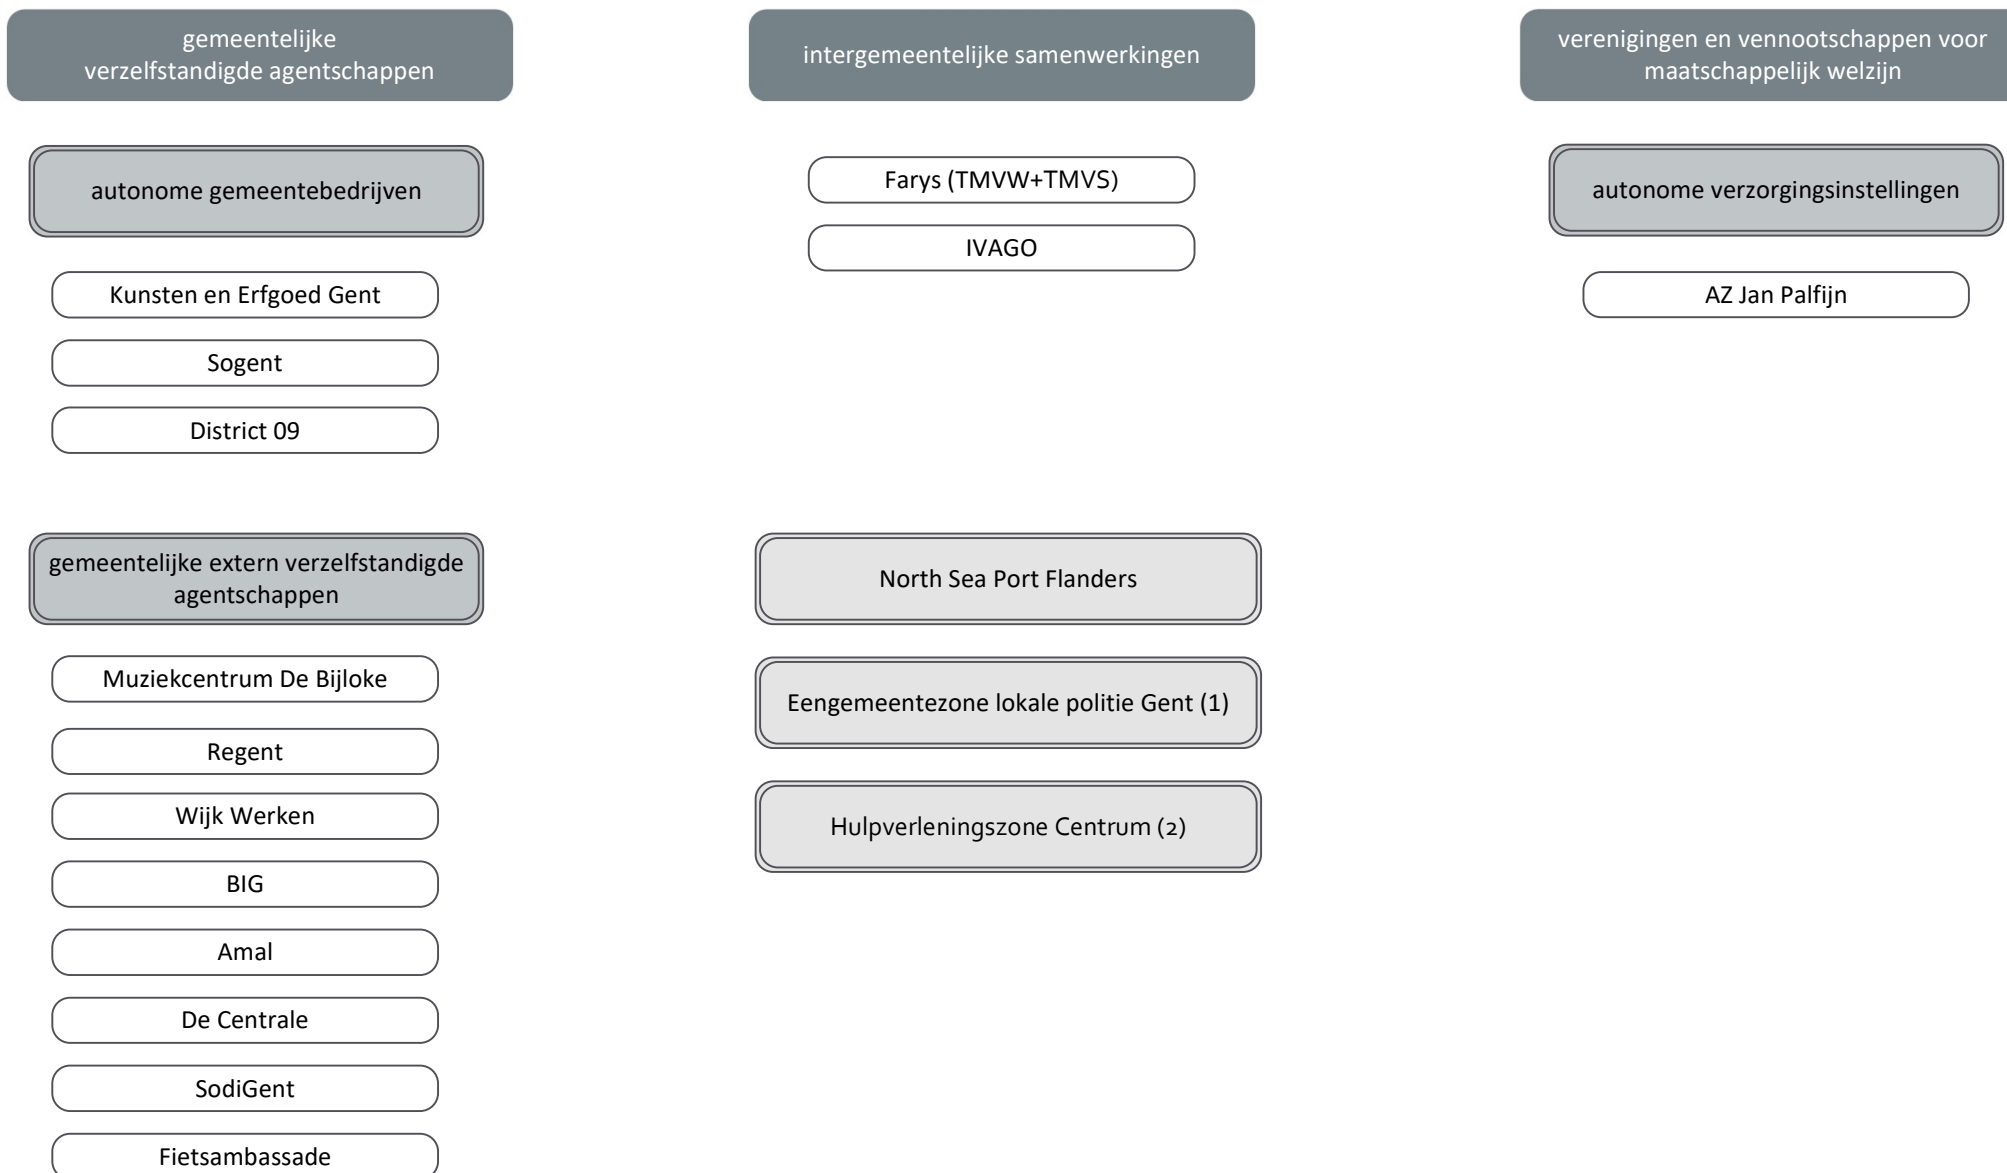 gemeentelijke
verzelfstandigde agentschappen
autonome gemeentebedrijven
Kunsten en Erfgoed Gent
Sogent
District 09
gemeentelijke extern verzelfstandigde
agentschappen
Muziekcentrum De Bijloke
Regent
Wijk Werken
BIG
Amal
De Centrale
SodiGent
Fietsambassade
intergemeentelijke samenwerkingen
Farys (TMVW+TMVS)
IVAGO
North Sea Port Flanders
Eengemeentezone lokale politie Gent (1)
Hulpverleningszone Centrum (2)
verenigingen en vennootschappen voor
maatschappelijk welzijn
autonome verzorgingsinstellingen
AZ Jan Palfijn